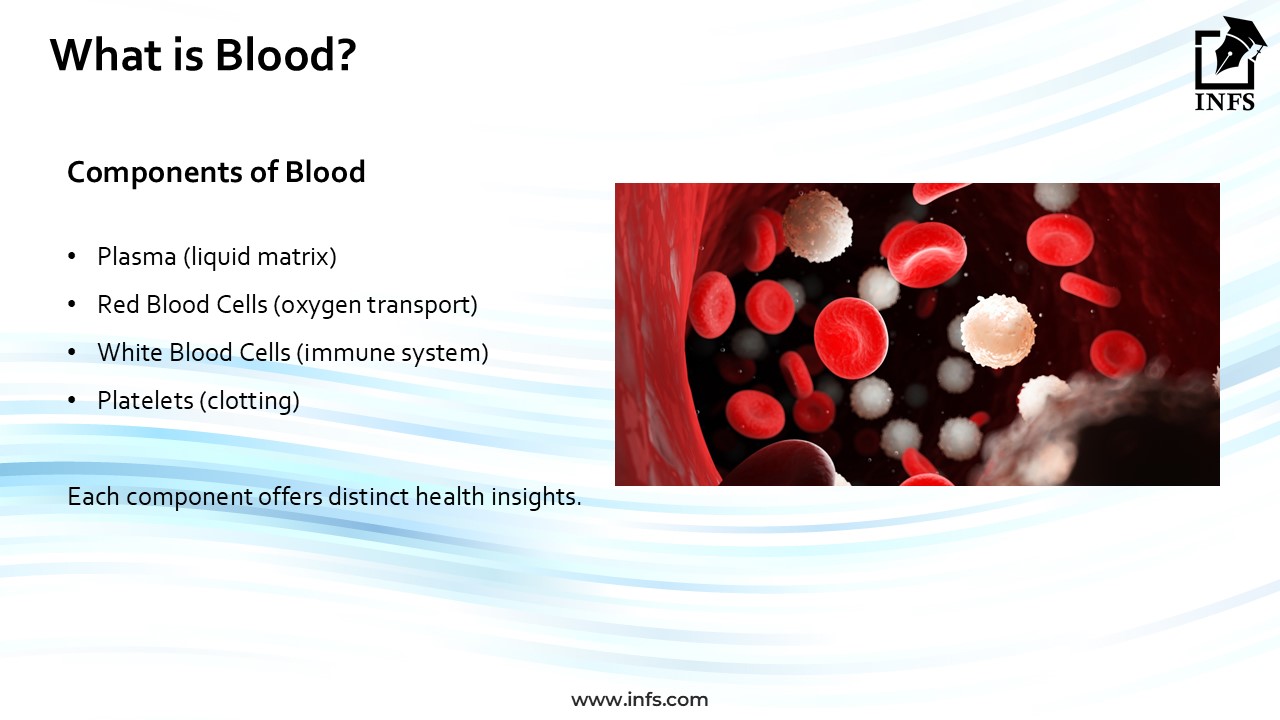 What is Blood?
INFS
Components of Blood
• Plasma (liquid matrix)
• Red Blood Cells (oxygen transport)
• White Blood Cells (immune system)
• Platelets (clotting)
Each component offers distinct health insights.
www.infs.com